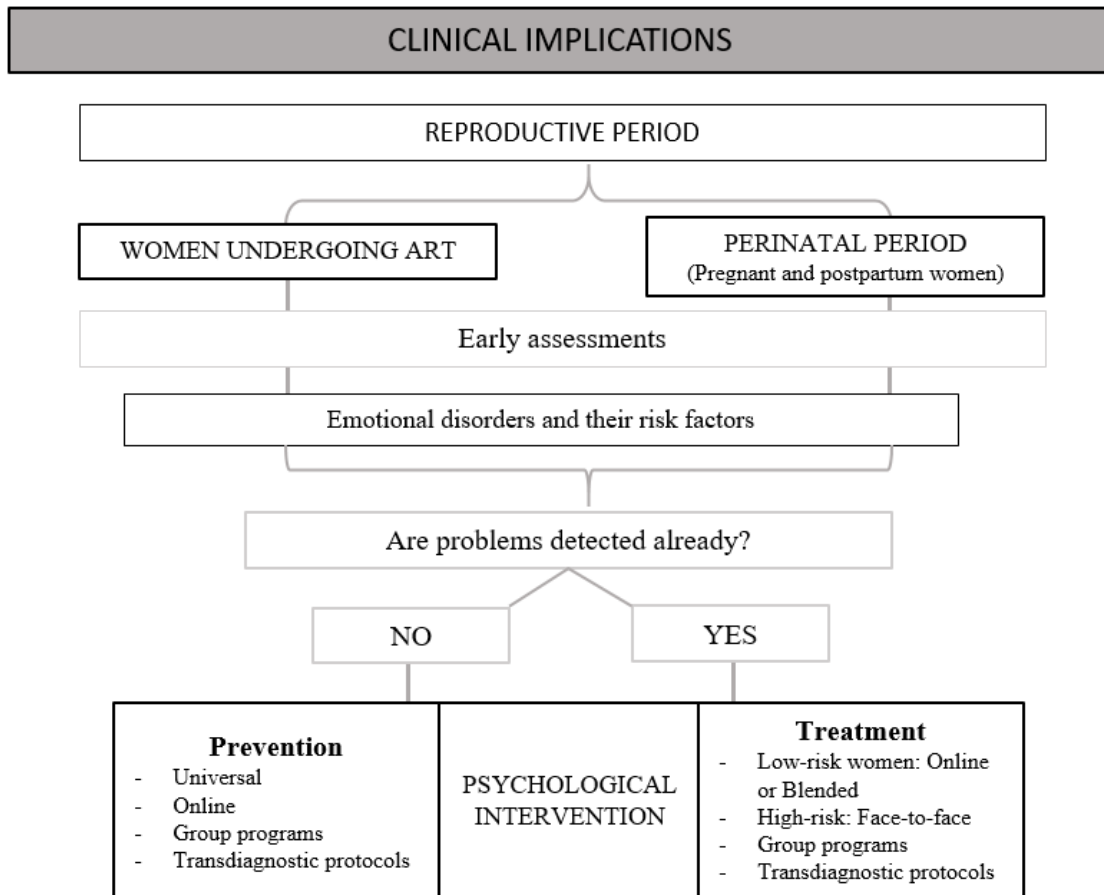 CLINICAL IMPLICATIONS
REPRODUCTIVE PERIOD
WOMEN UNDERGOING ART
PERINATAL PERIOD
(Pregnant and postpartum women)
Early assessments
Emotional disorders and their risk factors
Are problems detected already?
NO
YES
Prevention
- Universal
- Online
- Group programs
- Transdiagnostic protocols
PSYCHOLOGICAL
INTERVENTION
Treatment
- Low-risk women: Online
or Blended
- High-risk: Face-to-face
- Group programs
- Transdiagnostic protocols